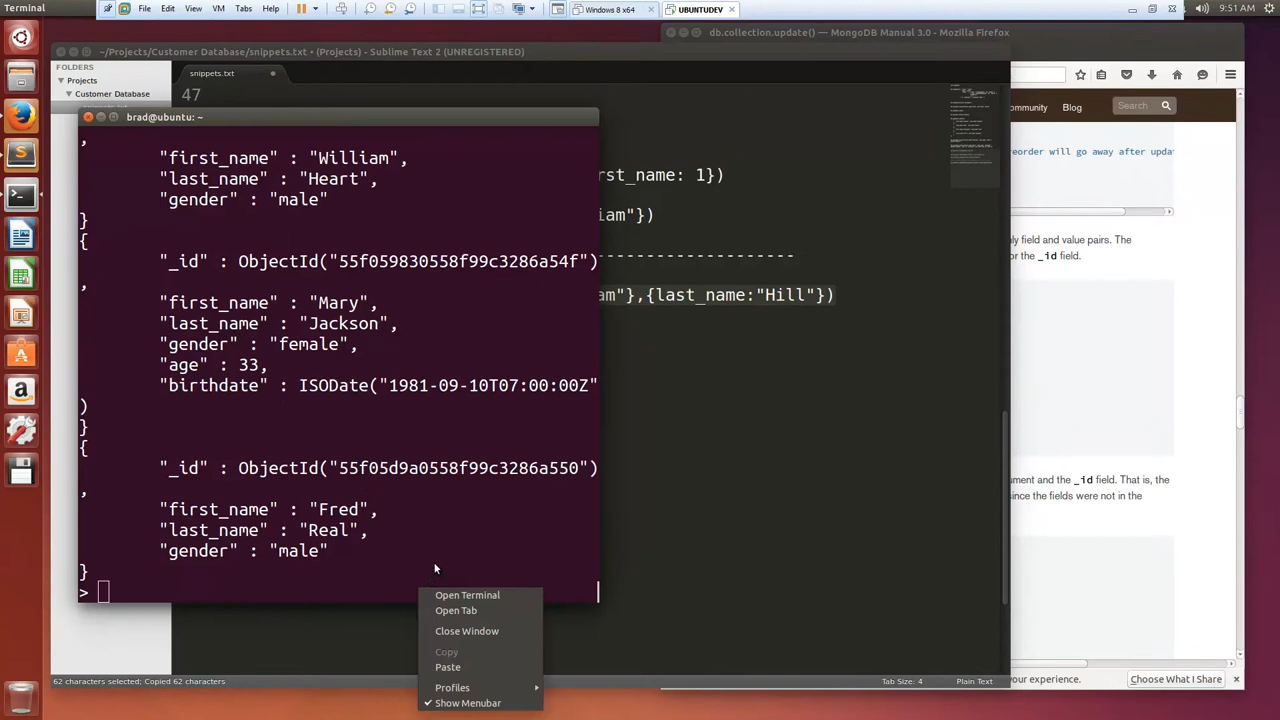 Terminal
File
Edit
View
VM
Tabs
Help
Windows 8 x64
UBUNTUDEV
9:51 AM
~/Projects/Customer Database/snippets.txt • (Projects) - Sublime Text 2 (UNREGISTERED)
db.collection.update() — MongoDB Manual 3.0 - Mozilla Firefox
FOLDERS
Projects
Customer Database
snippets.txt
47
brad@ubuntu: ~
,
"first_name" : "William",
"last_name" : "Heart",
"gender" : "male"
}
{
"_id" : ObjectId("55f059830558f99c3286a54f")
,
"first_name" : "Mary",
"last_name" : "Jackson",
"gender" : "female",
"age" : 33,
"birthdate" : ISODate("1981-09-10T07:00:00Z"
)
}
{
"_id" : ObjectId("55f05d9a0558f99c3286a550")
,
"first_name" : "Fred",
"last_name" : "Real",
"gender" : "male"
}
>
rst_name: 1})
iam"})
--------------------
am"},{last_name:"Hill"})
Open Terminal
Open Tab
Close Window
Copy
Paste
Profiles
Show Menubar
62 characters selected; Copied 62 characters
Tab Size: 4
Plain Text
ommunity
Blog
Search
reorder will go away after updat
nly field and value pairs. The
or the _id field.
ument and the _id field. That is, the
since the fields were not in the
your experience.
Choose What I Share